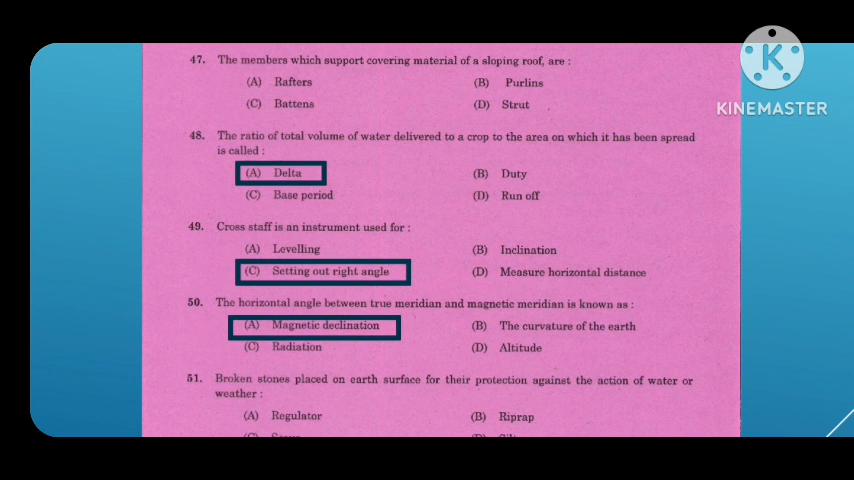 47. The members which support covering material of a sloping roof, are :
(A) Rafters (B) Purlins
(C) Battens (D) Strut
48. The ratio of total volume of water delivered to a crop to the area on which it has been spread
is called :
(A) Delta (B) Duty
(C) Base period (D) Run off
49. Cross staff is an instrument used for :
(A) Levelling (B) Inclination
(C) Setting out right angle (D) Measure horizontal distance
50. The horizontal angle between true meridian and magnetic meridian is known as :
(A) Magnetic declination (B) The curvature of the earth
(C) Radiation (D) Altitude
51. Broken stones placed on earth surface for their protection against the action of water or
weather :
(A) Regulator (B) Riprap
K
KINEMASTER